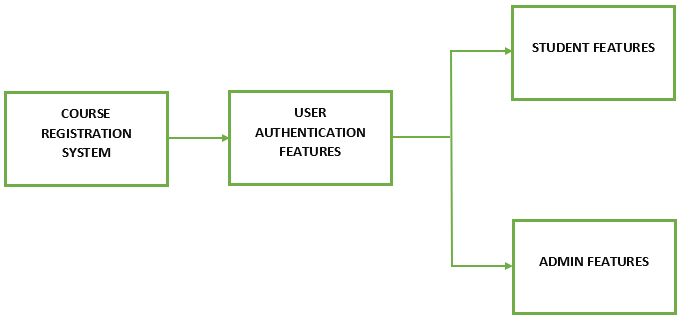 COURSE
REGISTRATION
SYSTEM
USER
AUTHENTICATION
FEATURES
STUDENT FEATURES
ADMIN FEATURES